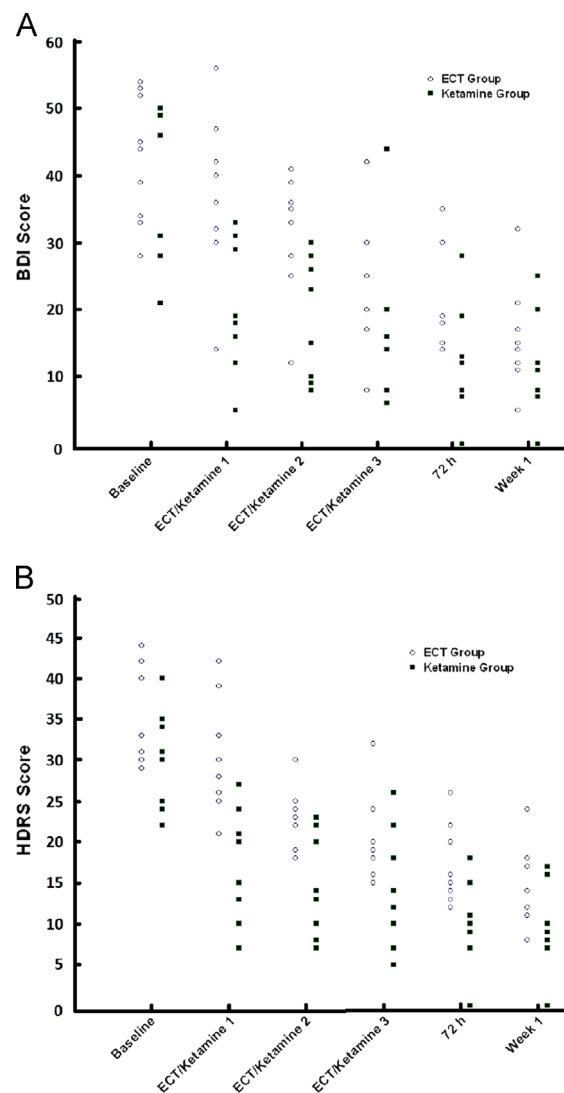 A
60
50
40
30
20
10
0
BDI Score
ECT Group
Ketamine Group
Baseline
ECT/Ketamine 1
ECT/Ketamine 2
ECT/Ketamine 3
72 h
Week 1
B
50
45
40
35
30
25
20
15
10
5
0
HDRS Score
ECT Group
Ketamine Group
Baseline
ECT/Ketamine 1
ECT/Ketamine 2
ECT/Ketamine 3
72 h
Week 1